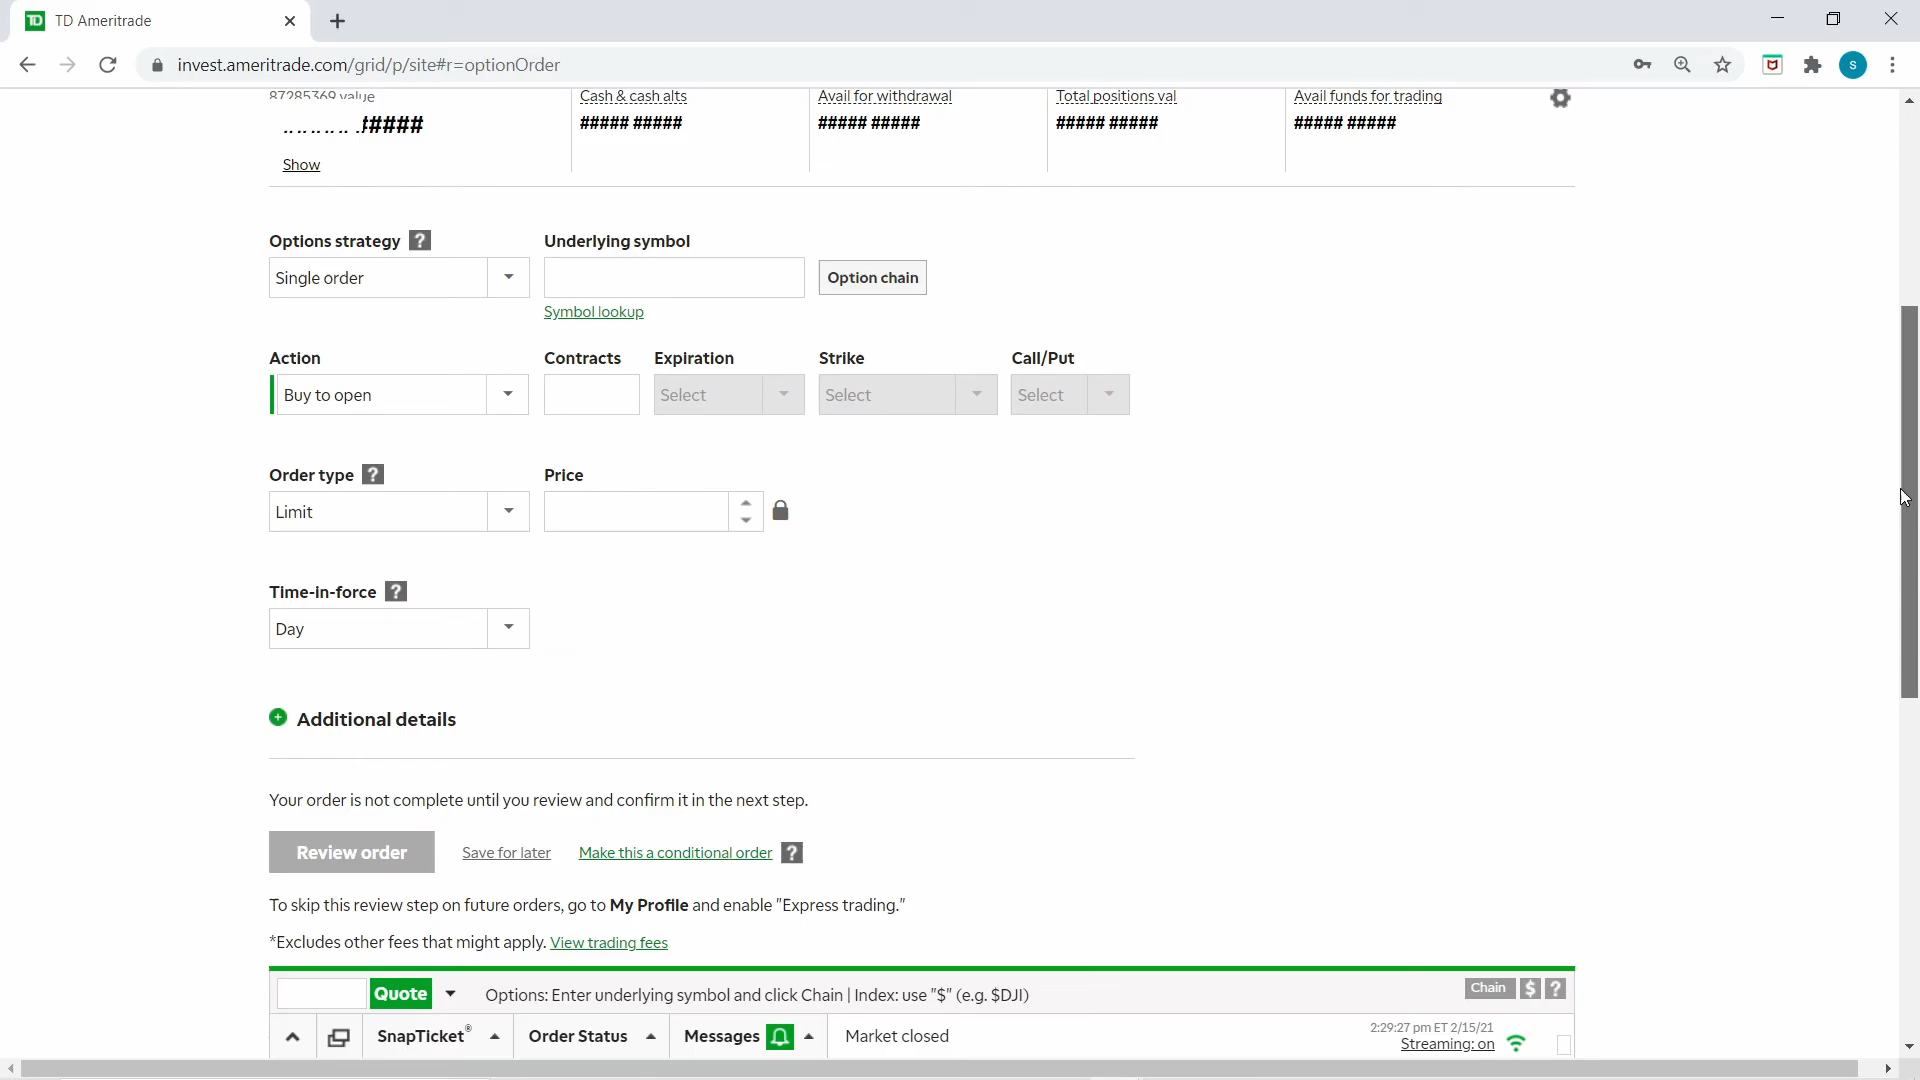 TD Ameritrade
invest.ameritrade.com/grid/p/site#r=optionOrder
S
87285369 value
#####
Show
Cash & cash alts
##### #####
Avail for withdrawal
##### #####
Total positions val
##### #####
Avail funds for trading
##### #####
Options strategy ?
Single order
Underlying symbol
Option chain
Symbol lookup
Action
Buy to open
Contracts
Expiration
Select
Strike
Select
Call/Put
Select
Order type ?
Limit
Price
Time-in-force ?
Day
Additional details
Your order is not complete until you review and confirm it in the next step.
Review order Save for later Make this a conditional order ?
To skip this review step on future orders, go to My Profile and enable "Express trading."
*Excludes other fees that might apply. View trading fees
Quote Options: Enter underlying symbol and click Chain | Index: use "$" (e.g. $DJI) Chain $ ?
SnapTicket® Order Status Messages Market closed
2:29:27 pm ET 2/15/21
Streaming: on